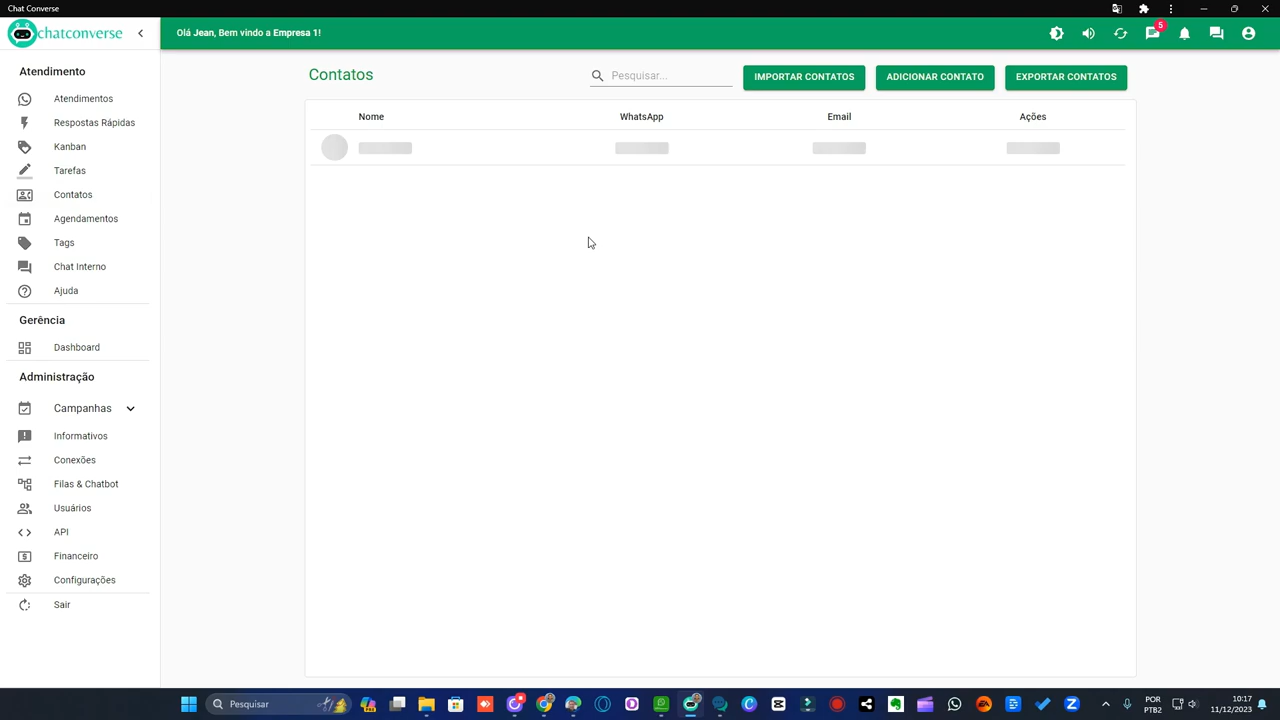 Chat Converse
chatconverse
Olá Jean, Bem vindo a Empresa 1!
5
Atendimento
Atendimentos
Respostas Rápidas
Kanban
Tarefas
Contatos
Agendamentos
Tags
Chat Interno
Ajuda
Gerência
Dashboard
Administração
Campanhas
Informativos
Conexões
Filas & Chatbot
Usuários
API
Financeiro
Configurações
Sair
Contatos
Pesquisar...
IMPORTAR CONTATOS
ADICIONAR CONTATO
EXPORTAR CONTATOS
Nome WhatsApp Email Ações
Pesquisar
POR
PTB2
10:17
11/12/2023